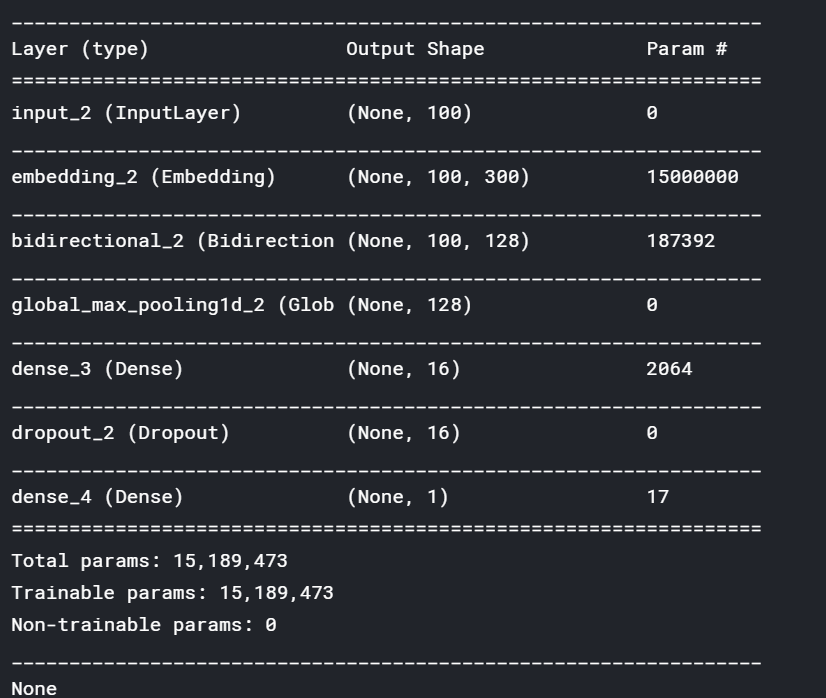 _________________________________________________________________
Layer (type)                 Output Shape              Param #
=================================================================
input_2 (InputLayer)         (None, 100)               0
_________________________________________________________________
embedding_2 (Embedding)      (None, 100, 300)          15000000
_________________________________________________________________
bidirectional_2 (Bidirection (None, 100, 128)          187392
_________________________________________________________________
global_max_pooling1d_2 (Glob (None, 128)               0
_________________________________________________________________
dense_3 (Dense)              (None, 16)                2064
_________________________________________________________________
dropout_2 (Dropout)          (None, 16)                0
_________________________________________________________________
dense_4 (Dense)              (None, 1)                 17
=================================================================
Total params: 15,189,473
Trainable params: 15,189,473
Non-trainable params: 0
_________________________________________________________________
None